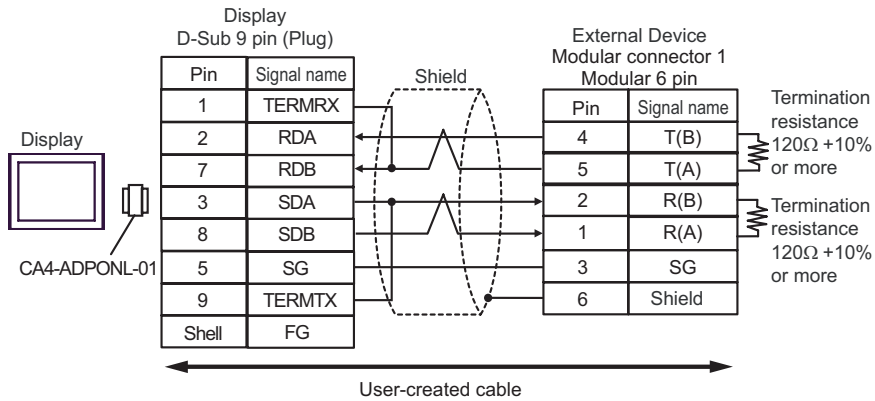 Display
D-Sub 9 pin (Plug)
Pin Signal name
1 TERMRX
2 RDA
7 RDB
3 SDA
8 SDB
5 SG
9 TERMTX
Shell FG
Shield
External Device
Modular connector 1
Modular 6 pin
Pin Signal name
4 T(B)
5 T(A)
2 R(B)
1 R(A)
3 SG
6 Shield
Termination
resistance
120Ω +10%
or more
Termination
resistance
120Ω +10%
or more
Display
CA4-ADPONL-01
User-created cable